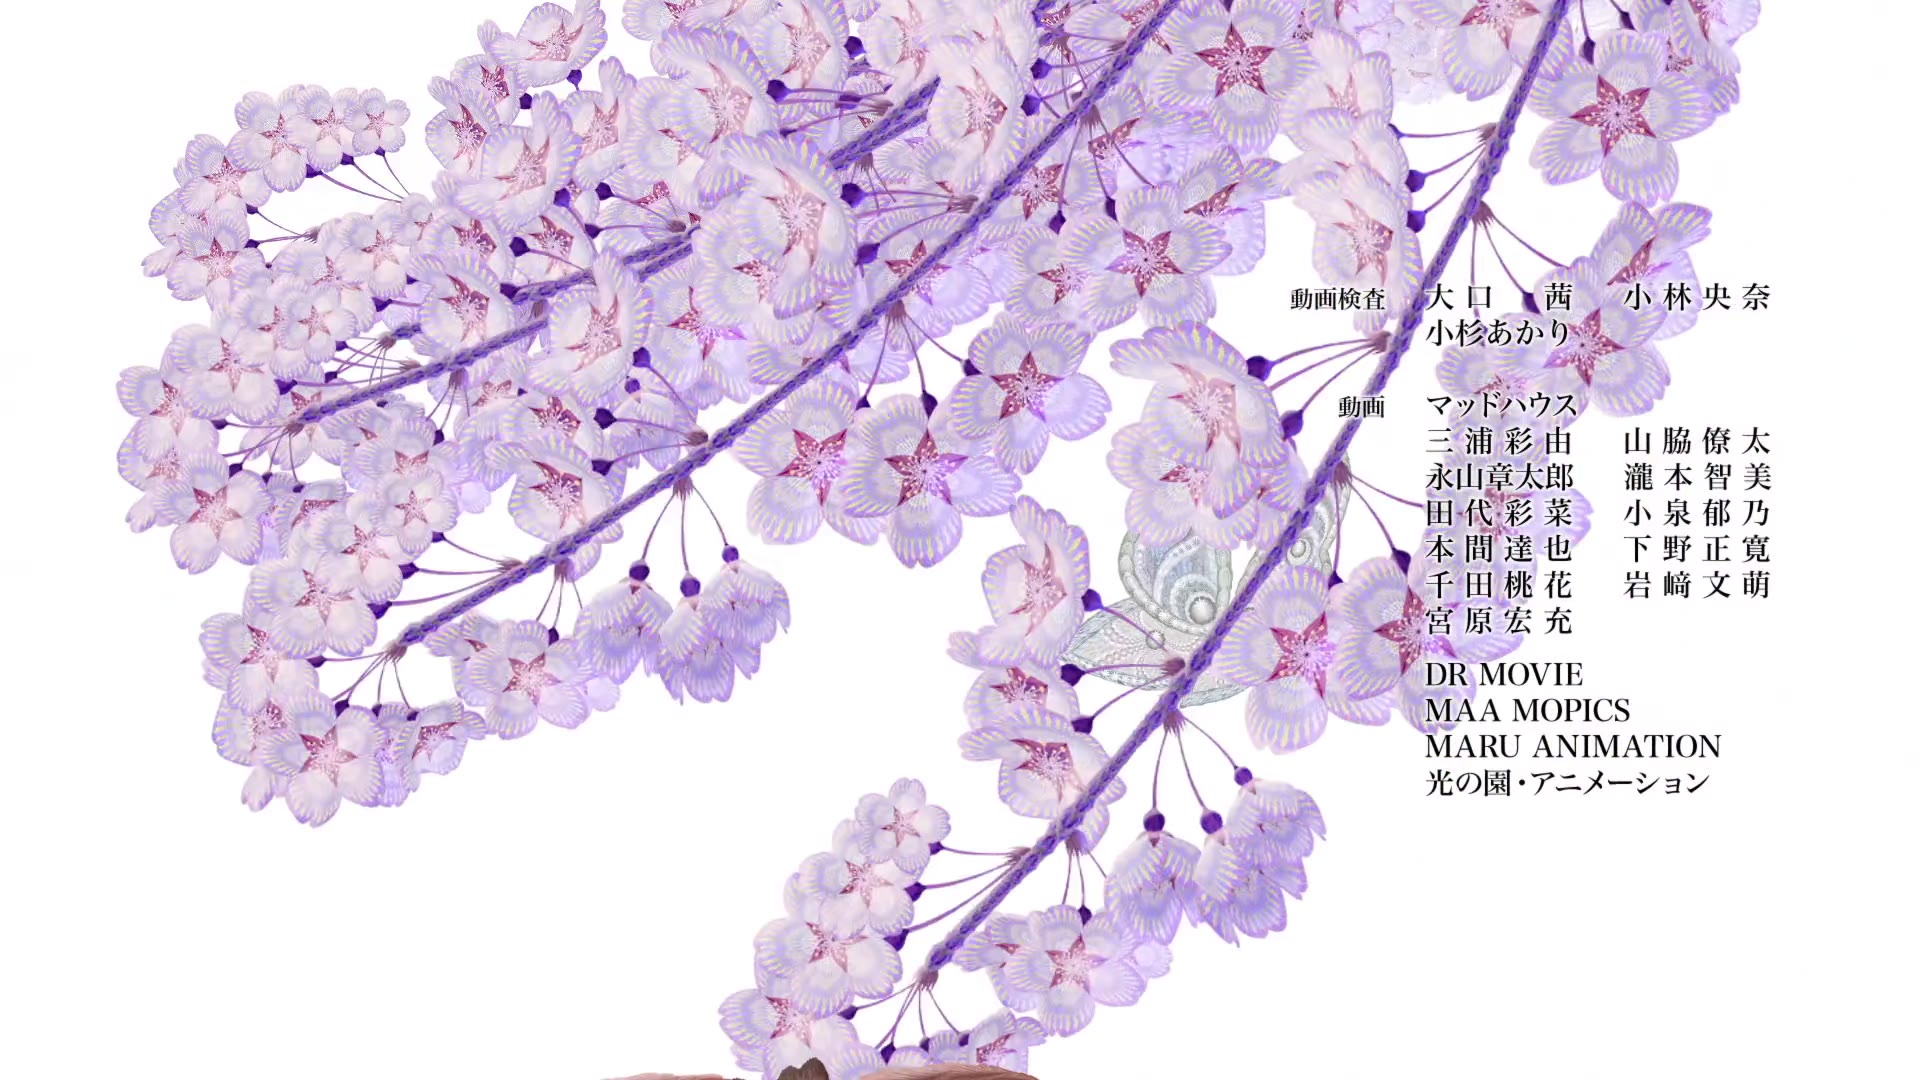 動画検査 大口 茜 小林央奈
小杉あかり
動画 マッドハウス
三浦彩由 山脇僚太
永山章太郎 瀧本智美
田代彩菜 小泉郁乃
本間達也 下野正寛
千田桃花 岩﨑文萌
宮原宏充
DR MOVIE
MAA MOPICS
MARU ANIMATION
光の園・アニメーション